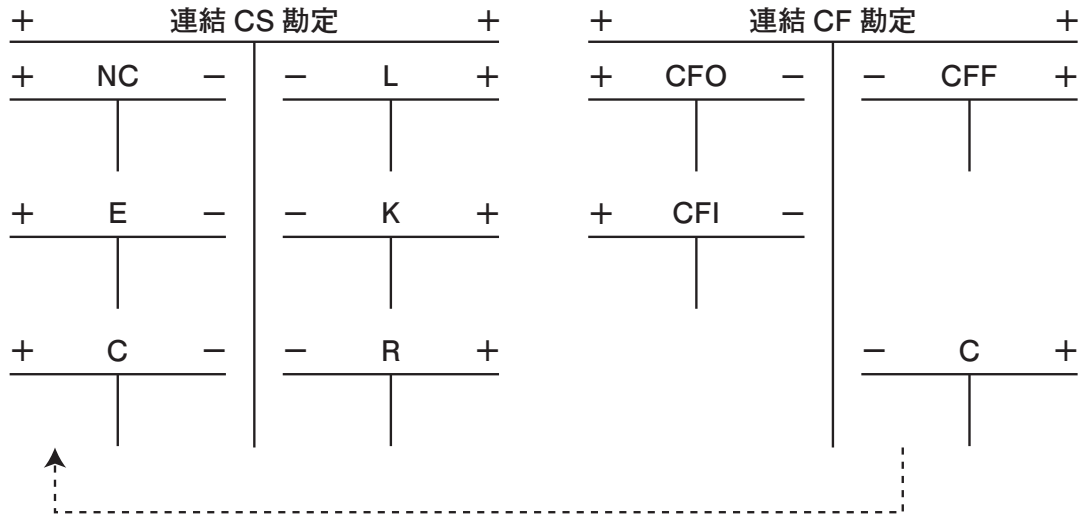 + 連結 CS 勘定 +
+ NC − − L +
+ E − − K +
+ C − − R +
+ 連結 CF 勘定 +
+ CFO − − CFF +
+ CFI −
− C +